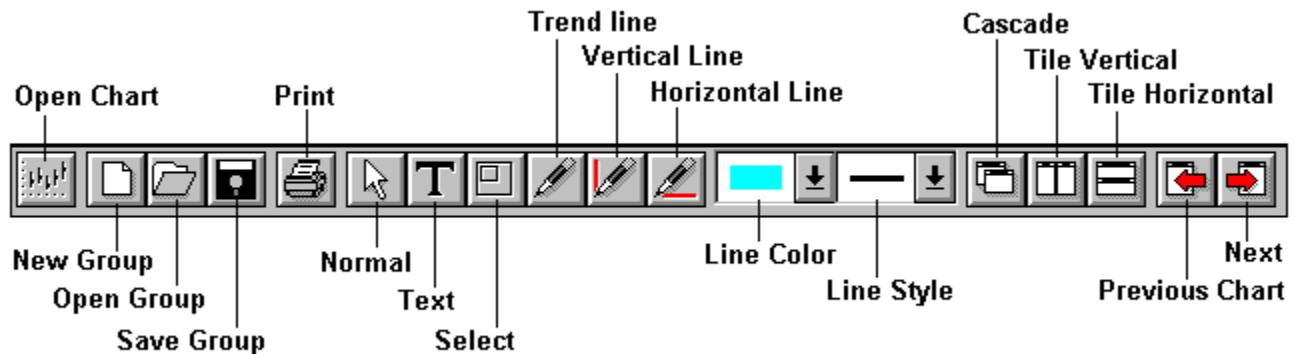 Trend line
Cascade
Vertical Line
Tile Vertical
Open Chart
Print
Horizontal Line
Tile Horizontal
T
New Group
Normal
Line Color
Next
Open Group
Text
Line Style
Previous Chart
Save Group
Select